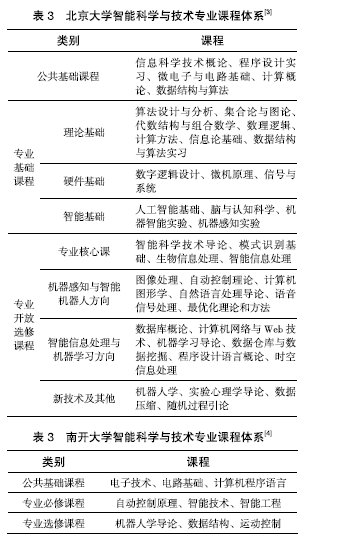 表 3 北京大学智能科学与技术专业课程体系[3]
类别 课程
公共基础课程
信息科学技术概论、程序设计实
习、微电子与电路基础、计算概
论、数据结构与算法
专业
基础
课程
理论基础
算法设计与分析、集合论与图论、
代数结构与组合数学、数理逻辑、
计算方法、信息论基础、数据结构
与算法实习
硬件基础
数字逻辑设计、微机原理、信号与
系统
智能基础
人工智能基础、脑与认知科学、机
器智能实验、机器感知实验
专业
开放
选修
课程
专业核心课
智能科学技术导论、模式识别基
础、生物信息处理、智能信息处理
机器感知与智能
机器人方向
图像处理、自动控制理论、计算机
图形学、自然语言处理导论、语音
信号处理、最优化理论和方法
智能信息处理与
机器学习方向
数据库概论、计算机网络与 Web 技
术、机器学习导论、数据仓库与数
据挖掘、程序设计语言概论、时空
信息处理
新技术及其他
机器人学、实验心理学导论、数据
压缩、随机过程引论
表 3 南开大学智能科学与技术专业课程体系[4]
类别 课程
公共基础课程 电子技术、电路基础、计算机程序语言
专业必修课程 自动控制原理、智能技术、智能工程
专业选修课程 机器人学导论、数据结构、运动控制